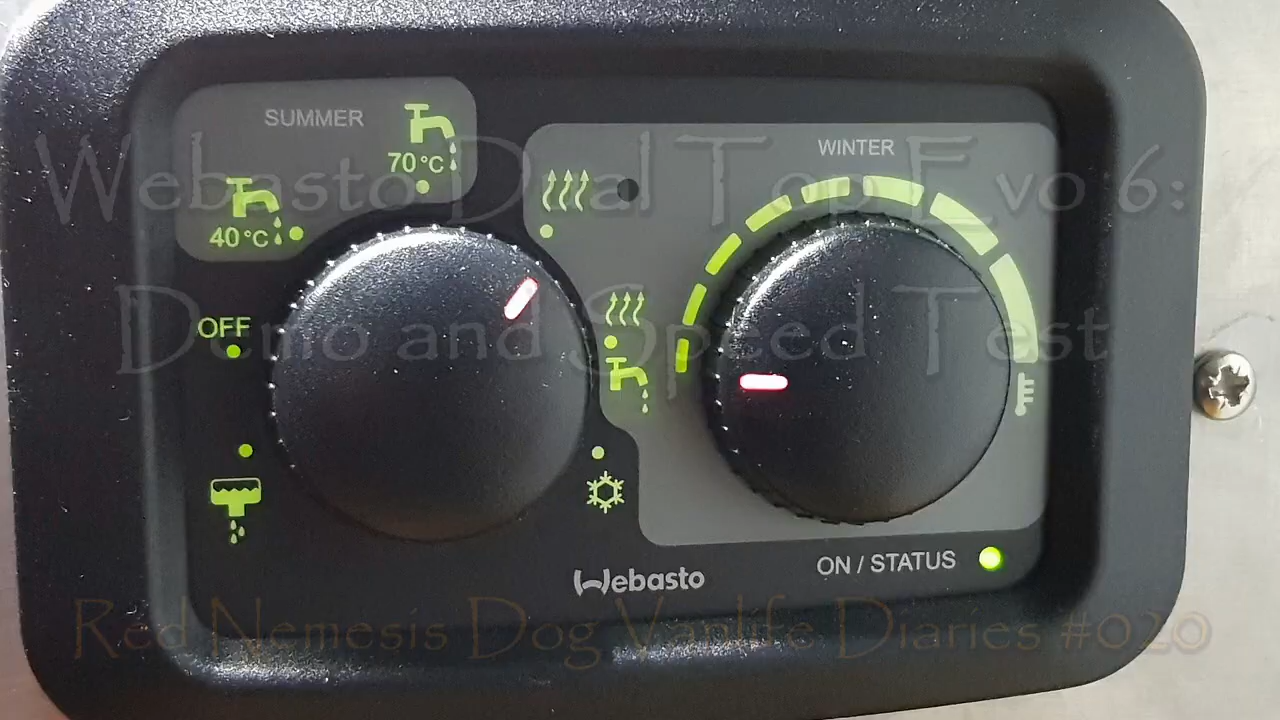 SUMMER
70°C
40°C
OFF
WINTER
Webasto Dual Top Evo 6:
Demo and Speed Test
ON / STATUS
Webasto
Red Nemesis Dog Vanlife Diaries #020